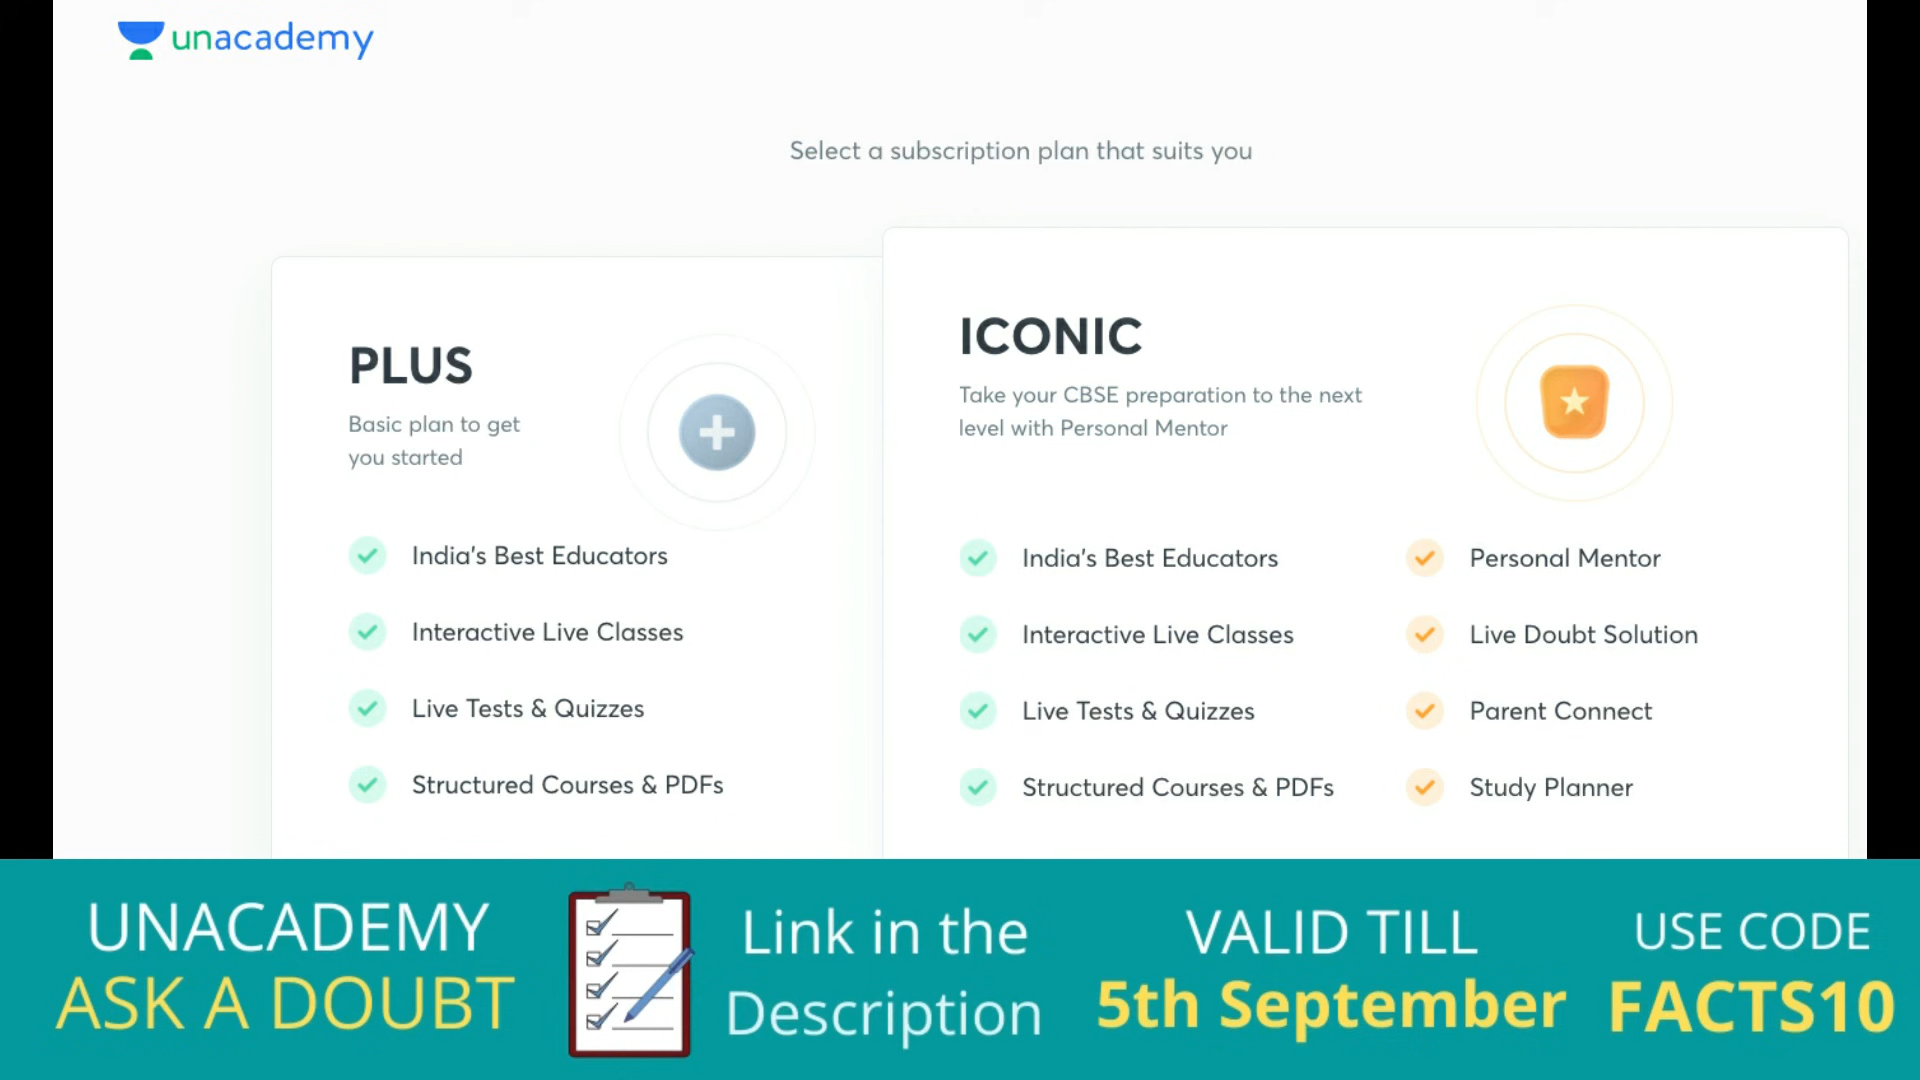 unacademy
Select a subscription plan that suits you
PLUS
Basic plan to get
you started
India's Best Educators
Interactive Live Classes
Live Tests & Quizzes
Structured Courses & PDFs
ICONIC
Take your CBSE preparation to the next
level with Personal Mentor
India's Best Educators
Interactive Live Classes
Live Tests & Quizzes
Structured Courses & PDFs
Personal Mentor
Live Doubt Solution
Parent Connect
Study Planner
UNACADEMY
ASK A DOUBT
Link in the
Description
VALID TILL
5th September
USE CODE
FACTS10